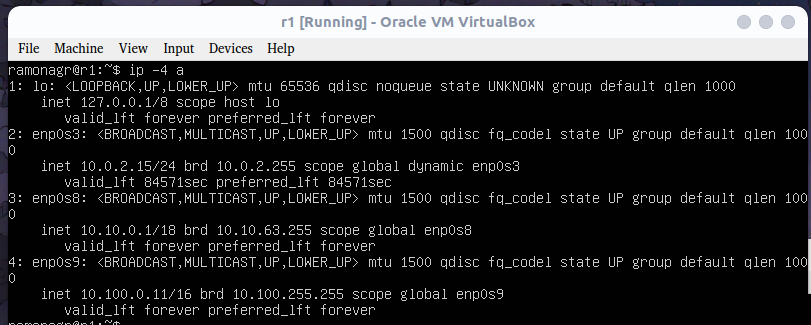 r1 [Running] - Oracle VM VirtualBox
File Machine View Input Devices Help
ramonagr@r1:~$ ip -4 a
1: lo: <LOOPBACK,UP,LOWER_UP> mtu 65536 qdisc noqueue state UNKNOWN group default qlen 1000
    inet 127.0.0.1/8 scope host lo
       valid_lft forever preferred_lft forever
2: enp0s3: <BROADCAST,MULTICAST,UP,LOWER_UP> mtu 1500 qdisc fq_codel state UP group default qlen 100
0
    inet 10.0.2.15/24 brd 10.0.2.255 scope global dynamic enp0s3
       valid_lft 84571sec preferred_lft 84571sec
3: enp0s8: <BROADCAST,MULTICAST,UP,LOWER_UP> mtu 1500 qdisc fq_codel state UP group default qlen 100
0
    inet 10.10.0.1/18 brd 10.10.63.255 scope global enp0s8
       valid_lft forever preferred_lft forever
4: enp0s9: <BROADCAST,MULTICAST,UP,LOWER_UP> mtu 1500 qdisc fq_codel state UP group default qlen 100
0
    inet 10.100.0.11/16 brd 10.100.255.255 scope global enp0s9
       valid_lft forever preferred_lft forever
ramonagr@r1:~$